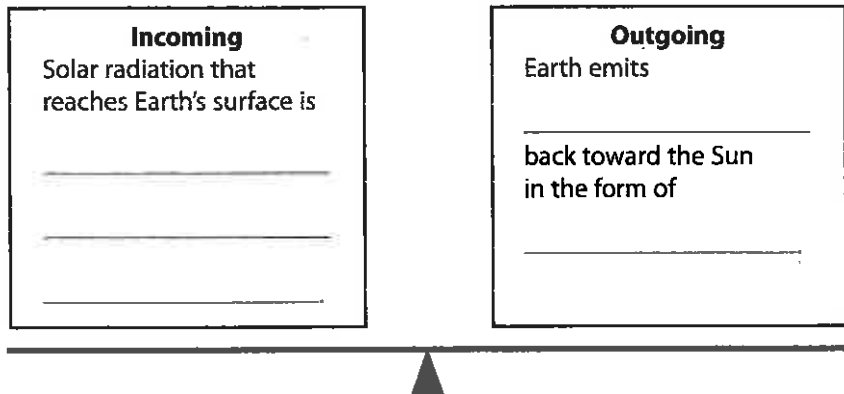 Incoming
Solar radiation that
reaches Earth's surface is
Outgoing
Earth emits
back toward the Sun
in the form of